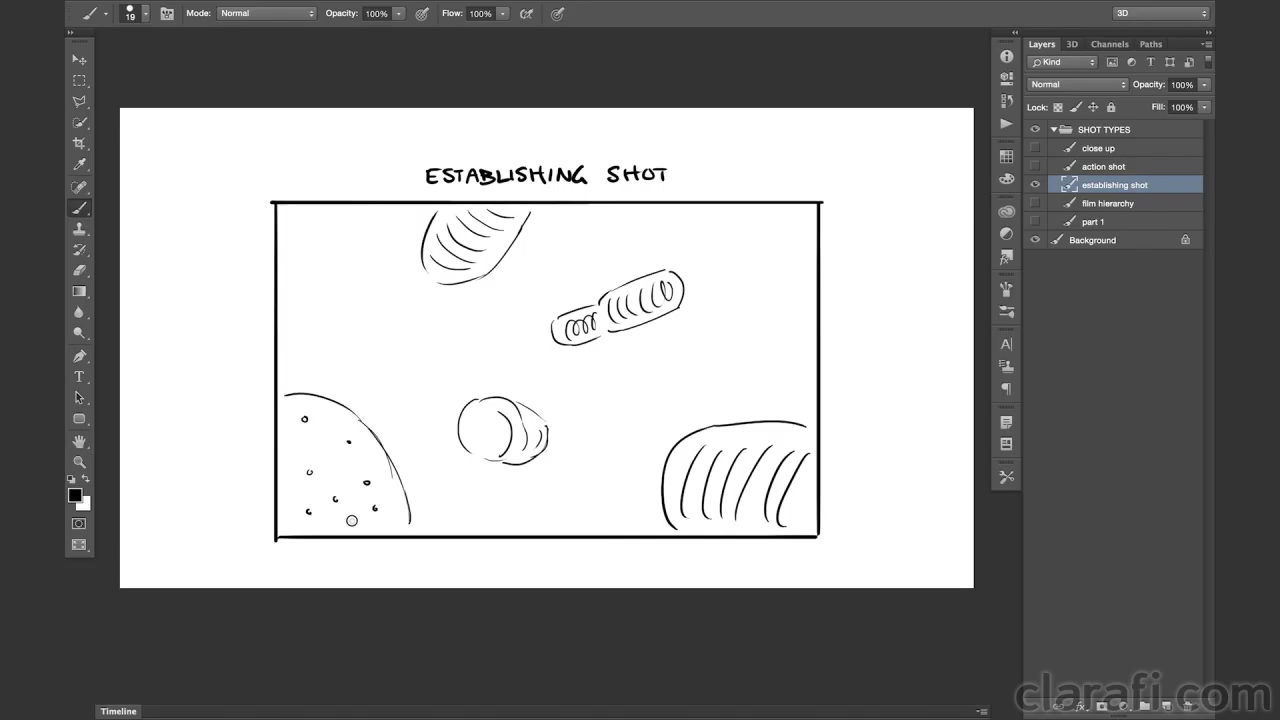 19 Mode: Normal Opacity: 100% Flow: 100% 3D
Layers 3D Channels Paths
Kind
Normal Opacity: 100%
Lock: Fill: 100%
SHOT TYPES
close up
action shot
establishing shot
film hierarchy
part 1
Background
ESTABLISHING SHOT
Timeline
clarafi.com